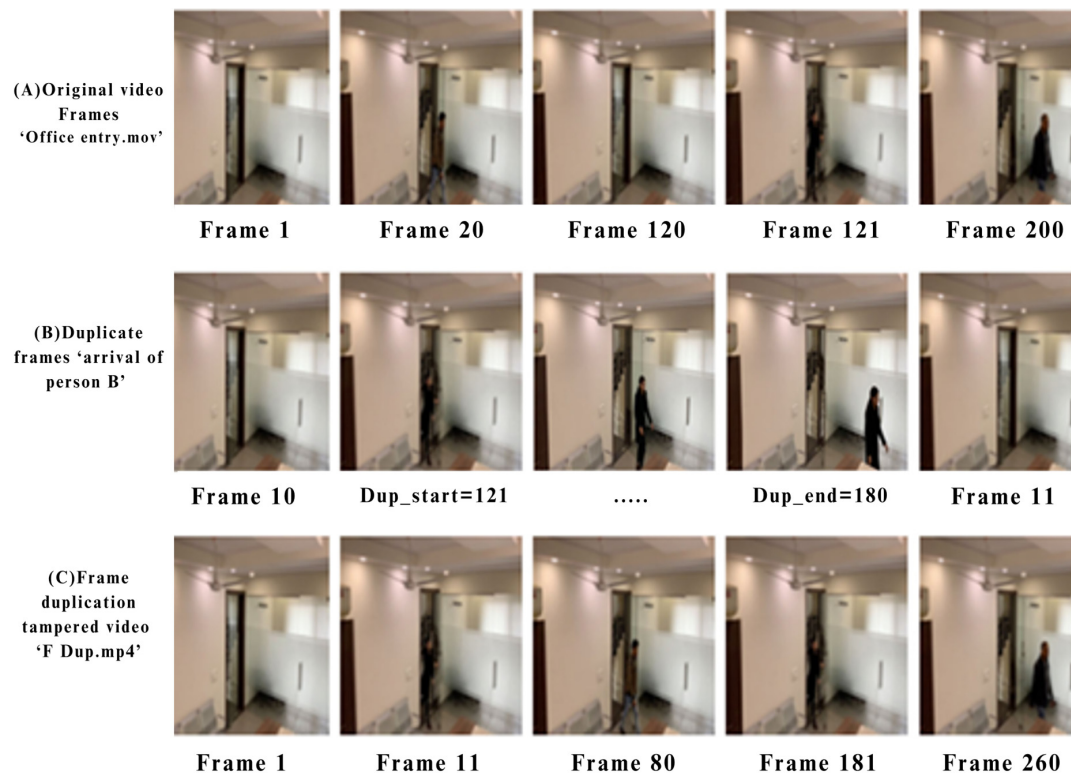 (A)Original video
Frames
‘Office entry.mov’
Frame 1
Frame 20
Frame 120
Frame 121
Frame 200
(B)Duplicate
frames ‘arrival of
person B’
Frame 10
Dup_start=121
.....
Dup_end=180
Frame 11
(C)Frame
duplication
tampered video
‘F Dup.mp4’
Frame 1
Frame 11
Frame 80
Frame 181
Frame 260